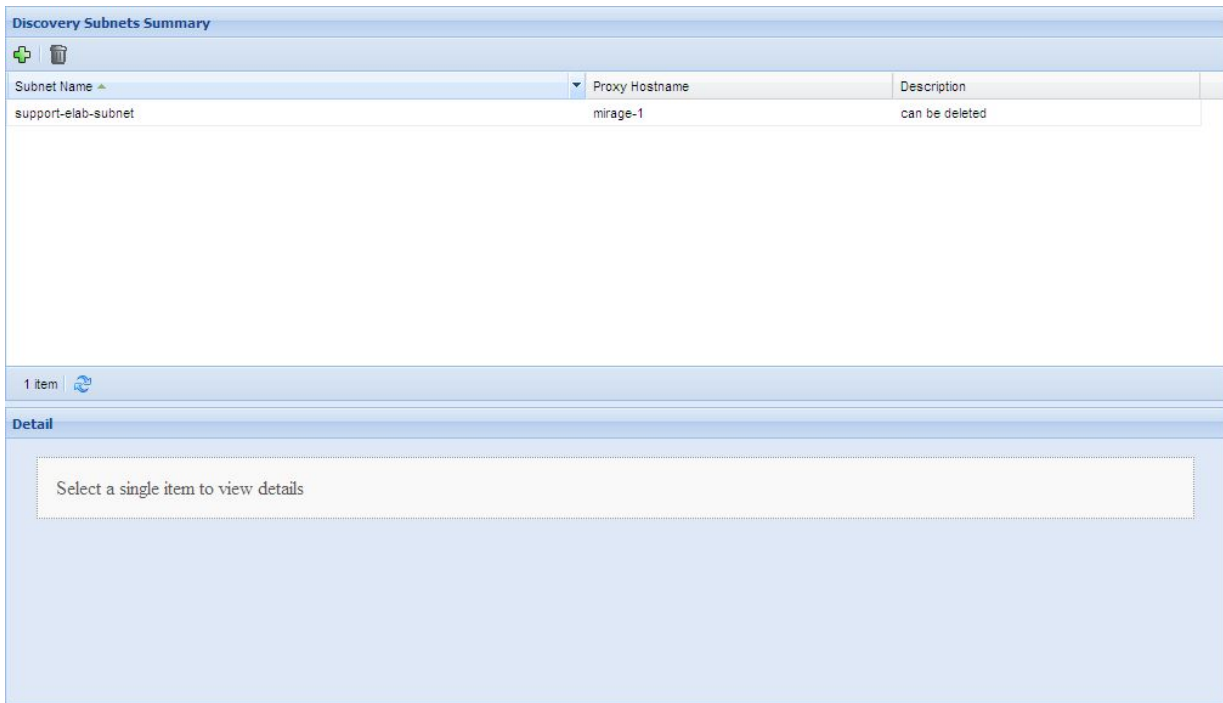 Discovery Subnets Summary
Subnet Name Proxy Hostname Description
support-elab-subnet mirage-1 can be deleted
1 item
Detail
Select a single item to view details